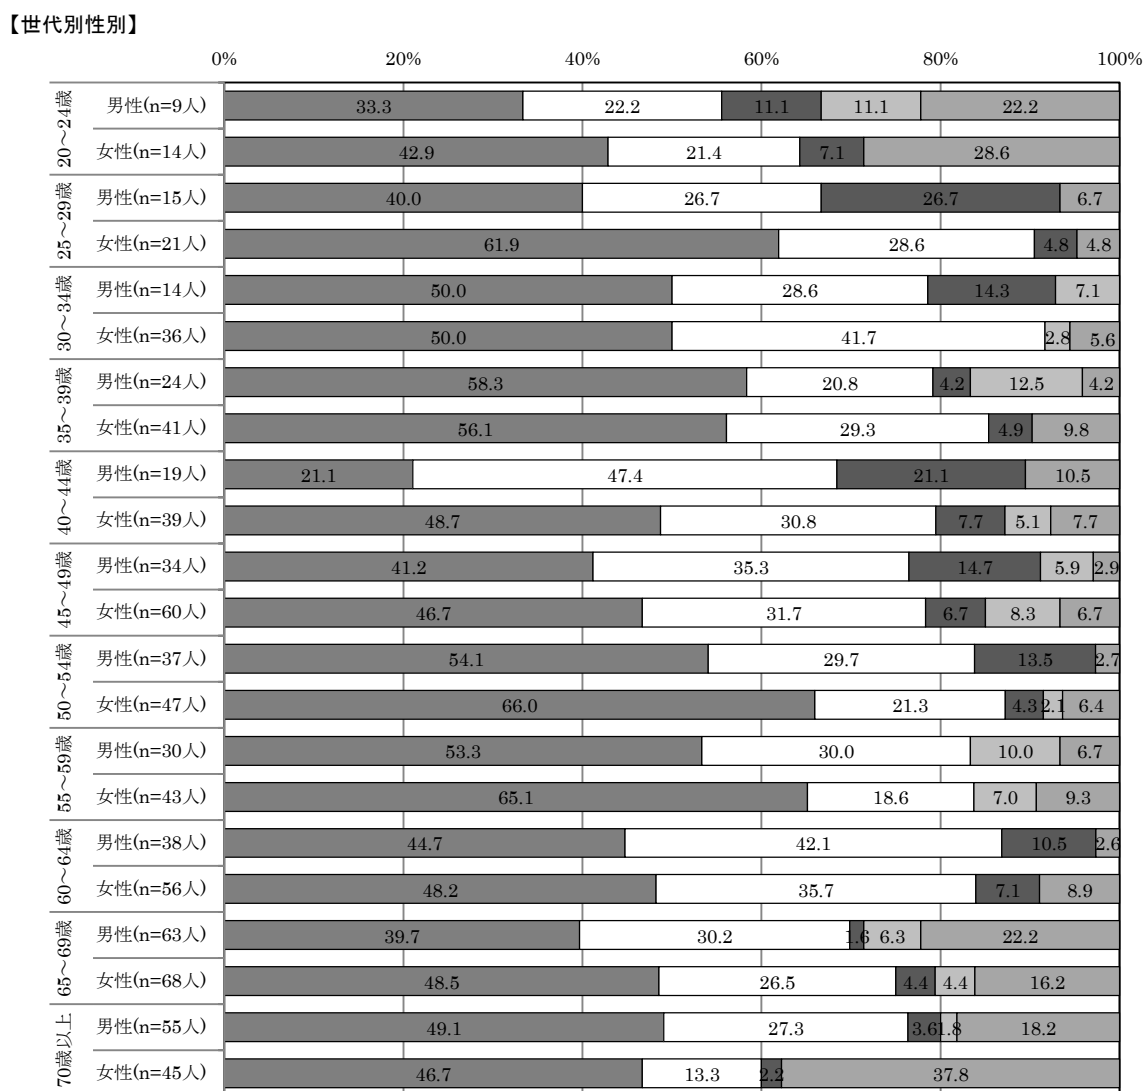 【世代別性別】
0% 20% 40% 60% 80% 100%
20～24歳
男性(n=9人) 33.3 22.2 11.1 11.1 22.2
女性(n=14人) 42.9 21.4 7.1 28.6
25～29歳
男性(n=15人) 40.0 26.7 26.7 6.7
女性(n=21人) 61.9 28.6 4.8 4.8
30～34歳
男性(n=14人) 50.0 28.6 14.3 7.1
女性(n=36人) 50.0 41.7 2.8 5.6
35～39歳
男性(n=24人) 58.3 20.8 4.2 12.5 4.2
女性(n=41人) 56.1 29.3 4.9 9.8
40～44歳
男性(n=19人) 21.1 47.4 21.1 10.5
女性(n=39人) 48.7 30.8 7.7 5.1 7.7
45～49歳
男性(n=34人) 41.2 35.3 14.7 5.9 2.9
女性(n=60人) 46.7 31.7 6.7 8.3 6.7
50～54歳
男性(n=37人) 54.1 29.7 13.5 2.7
女性(n=47人) 66.0 21.3 4.3 2.1 6.4
55～59歳
男性(n=30人) 53.3 30.0 10.0 6.7
女性(n=43人) 65.1 18.6 7.0 9.3
60～64歳
男性(n=38人) 44.7 42.1 10.5 2.6
女性(n=56人) 48.2 35.7 7.1 8.9
65～69歳
男性(n=63人) 39.7 30.2 1.6 6.3 22.2
女性(n=68人) 48.5 26.5 4.4 4.4 16.2
70歳以上
男性(n=55人) 49.1 27.3 3.6 1.8 18.2
女性(n=45人) 46.7 13.3 2.2 37.8